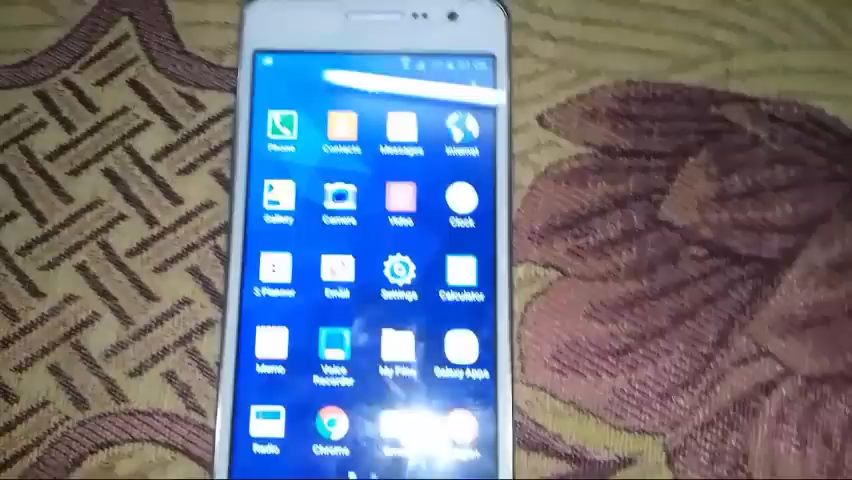 Phone Contacts Messages Internet
Gallery Camera Video Clock
S Planner Email Settings Calculator
Memo Voice Recorder My Files Galaxy Apps
Radio Chrome